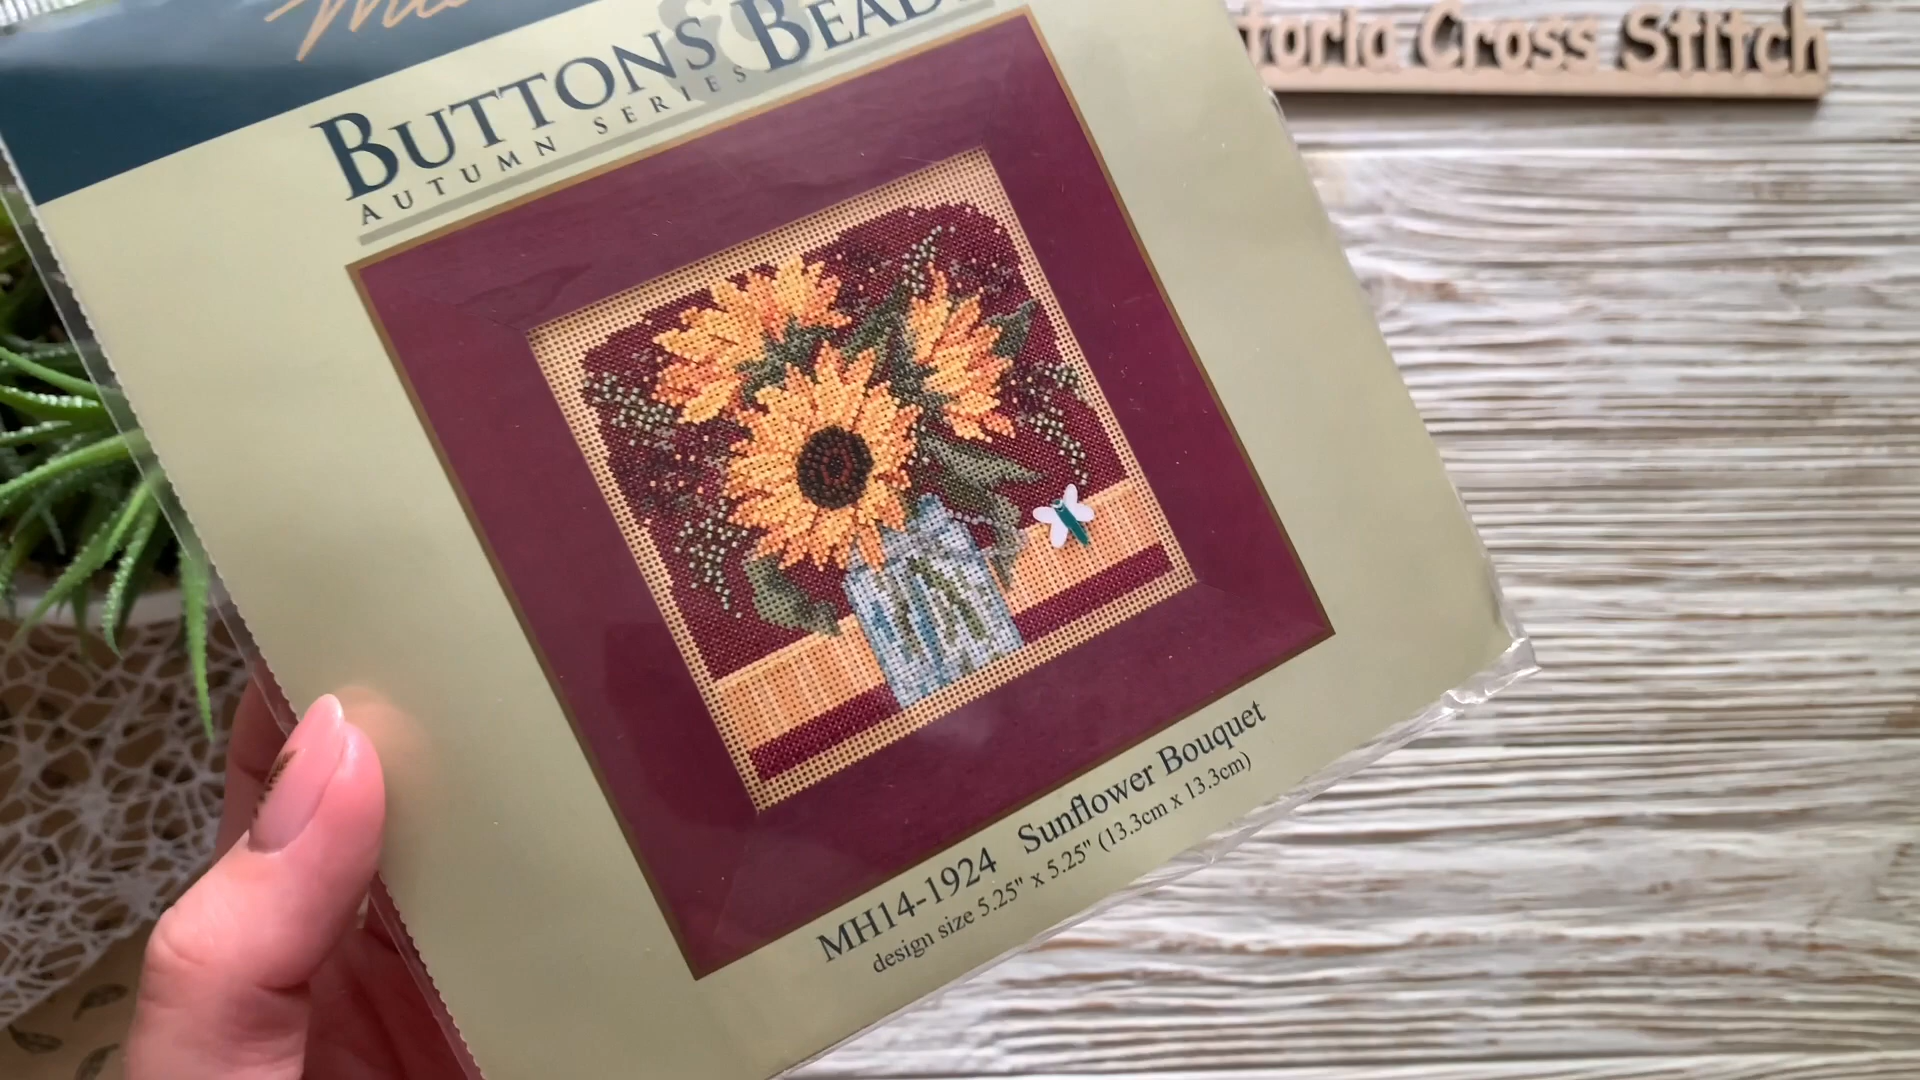 toria Cross Stitch
BUTTONS & BEAD
AUTUMN SERIES
MH14-1924 Sunflower Bouquet
design size 5.25" x 5.25" (13.3cm x 13.3cm)